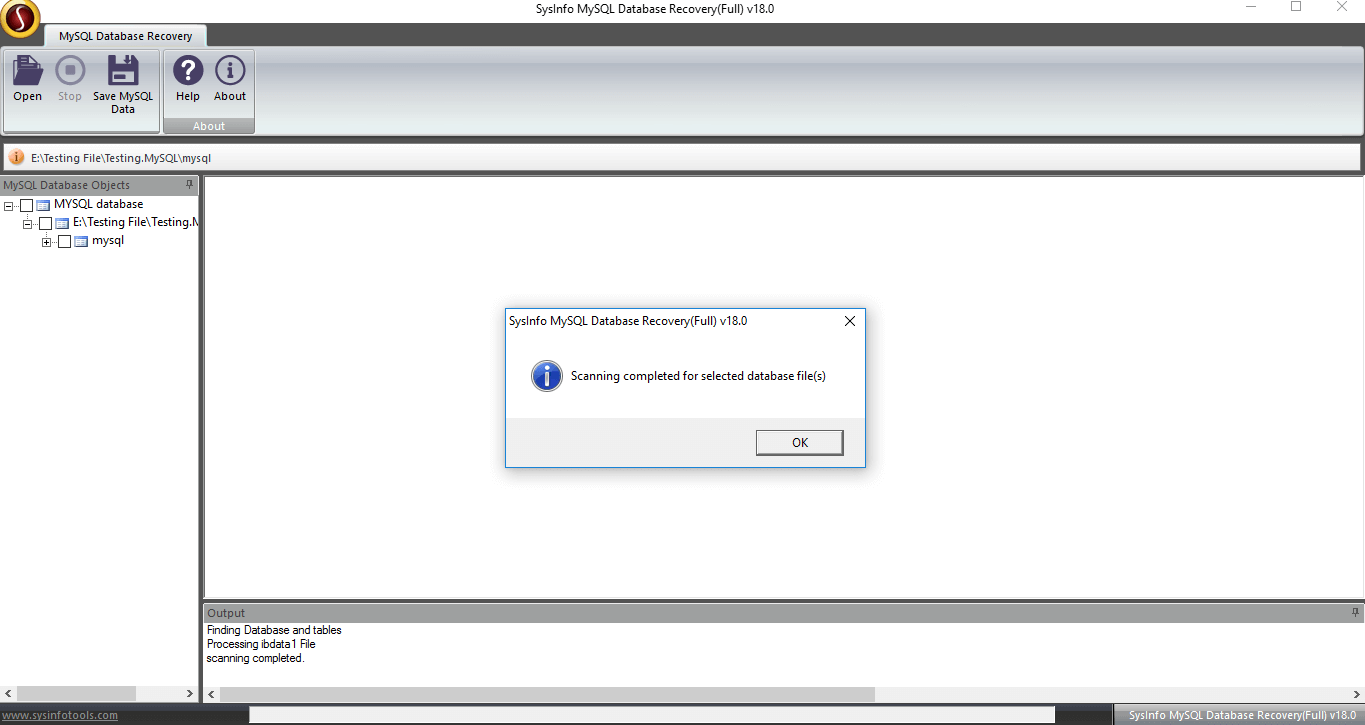 SysInfo MySQL Database Recovery(Full) v18.0
MySQL Database Recovery
Open
Stop
Save MySQL
Data
Help
About
About
E:\Testing File\Testing.MySQL\mysql
MySQL Database Objects
MYSQL database
E:\Testing File\Testing.M
mysql
SysInfo MySQL Database Recovery(Full) v18.0
Scanning completed for selected database file(s)
OK
Output
Finding Database and tables
Processing ibdata1 File
scanning completed.
www.sysinfotools.com
SysInfo MySQL Database Recovery(Full) v18.0